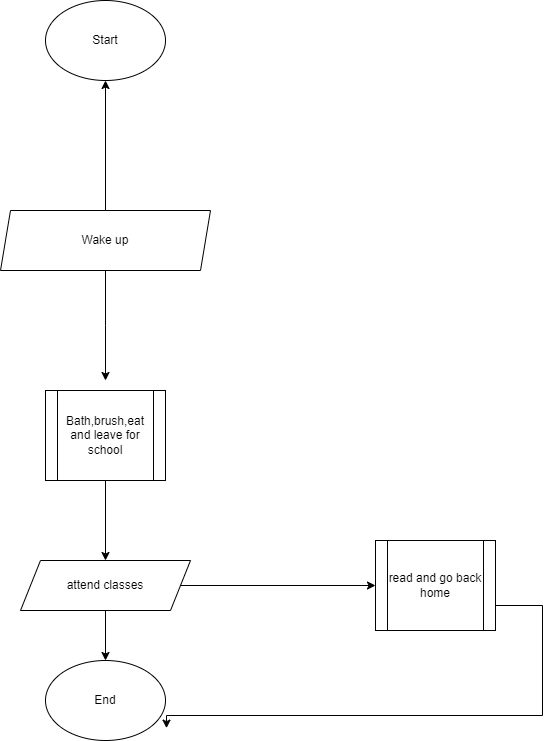 Start
Wake up
Bath,brush,eat
and leave for
school
attend classes
read and go back
home
End